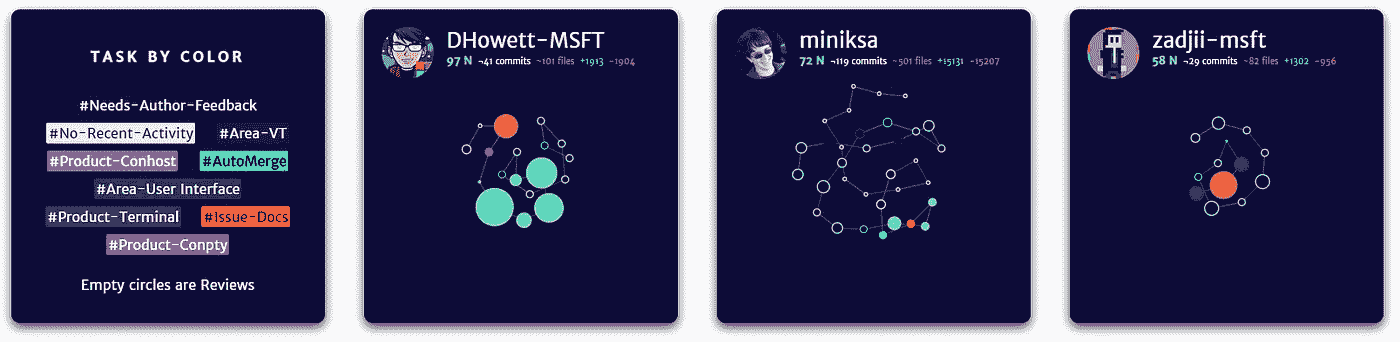 TASK BY COLOR
#Needs-Author-Feedback
#No-Recent-Activity #Area-VT
#Product-Conhost #AutoMerge
#Area-User Interface
#Product-Terminal #Issue-Docs
#Product-Conpty
Empty circles are Reviews
DHowett-MSFT
97 N ¬41 commits ~101 files +1913 -1904
miniksa
72 N ¬119 commits ~501 files +15131 -15207
zadjii-msft
58 N ¬29 commits ~82 files +1302 -956